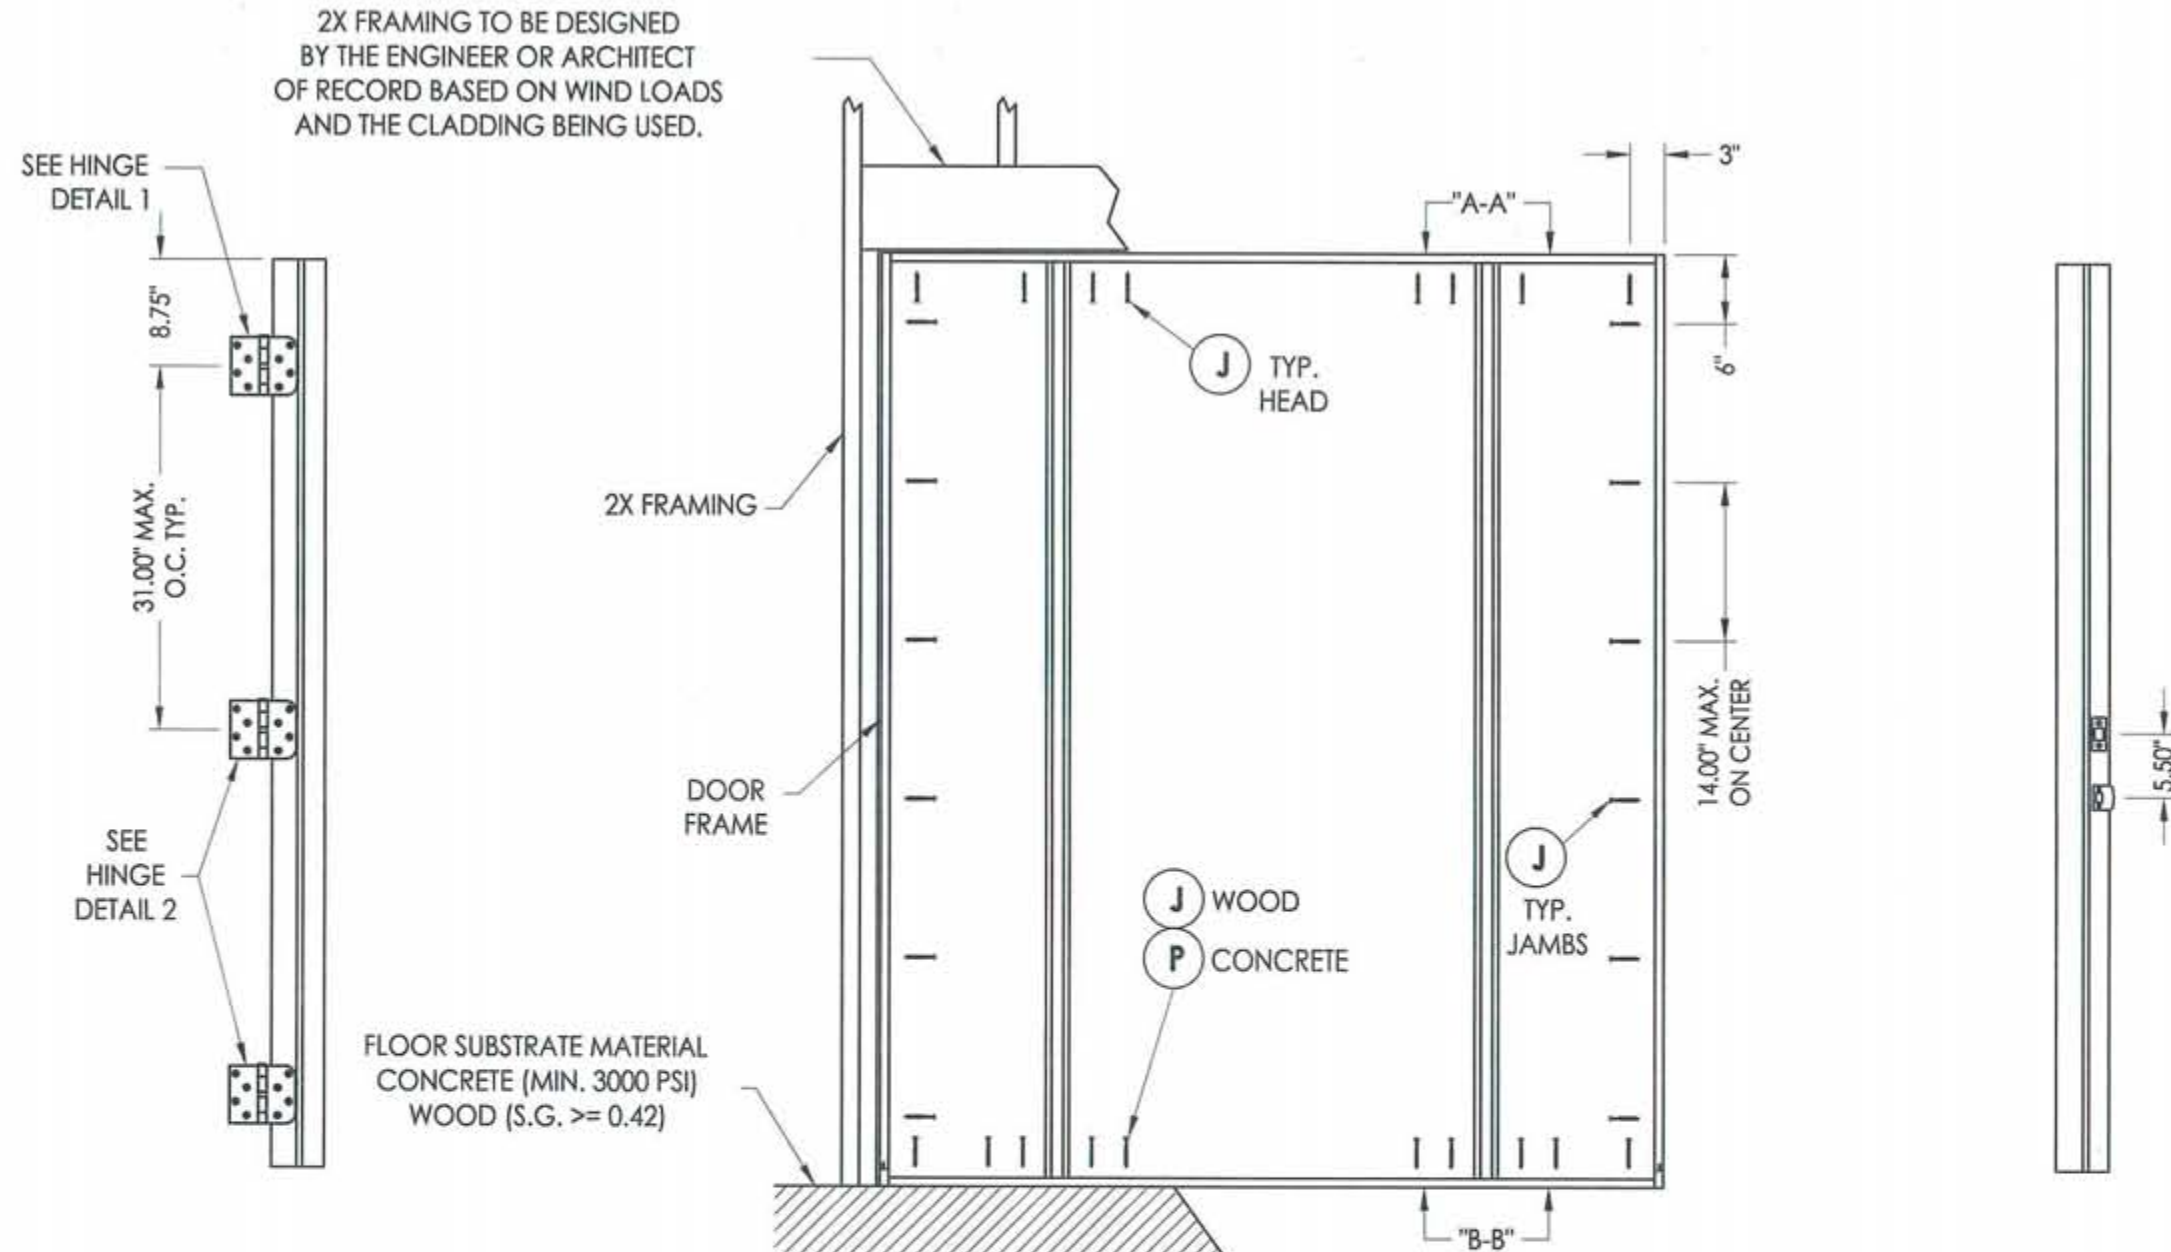 2X FRAMING TO BE DESIGNED
BY THE ENGINEER OR ARCHITECT
OF RECORD BASED ON WIND LOADS
AND THE CLADDING BEING USED.
SEE HINGE
DETAIL 1
8.75"
31.00" MAX.
O.C. TYP.
SEE
HINGE
DETAIL 2
2X FRAMING
DOOR
FRAME
FLOOR SUBSTRATE MATERIAL
CONCRETE (MIN. 3000 PSI)
WOOD (S.G. >= 0.42)
"A-A"
3"
6"
J TYP.
HEAD
14.00" MAX.
ON CENTER
J
TYP.
JAMBS
J WOOD
P CONCRETE
"B-B"
5.50"